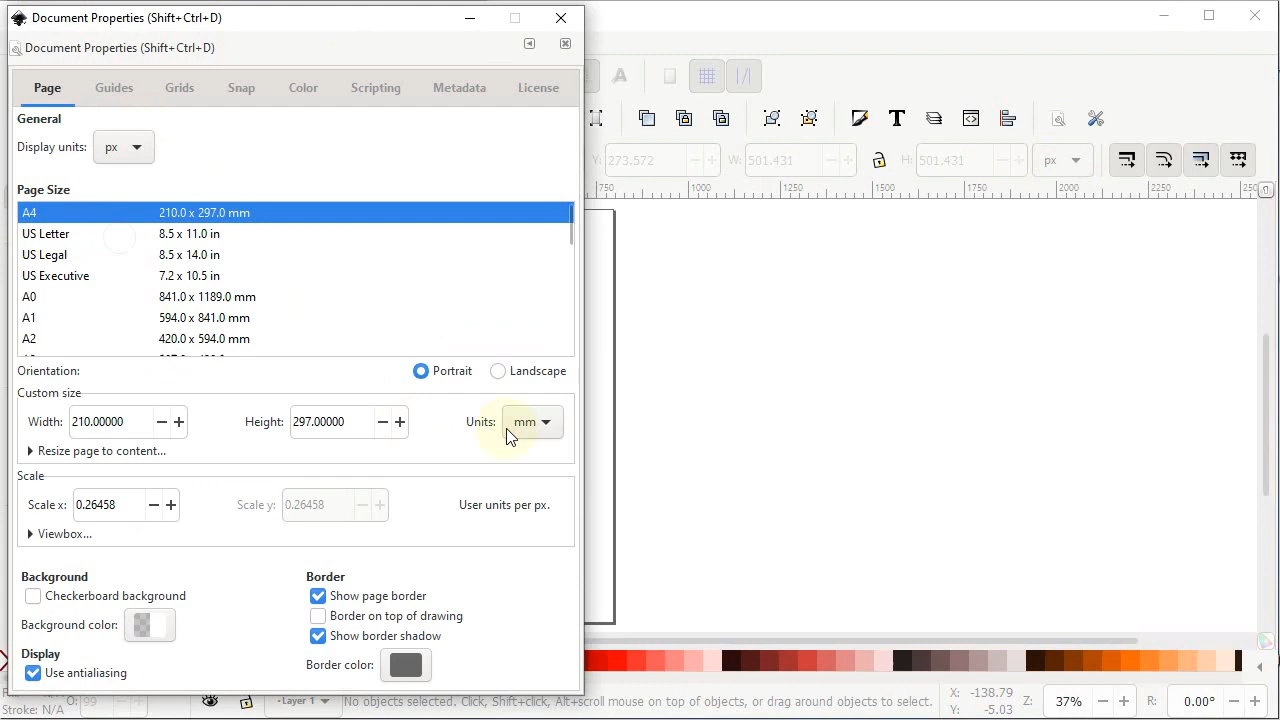 Document Properties (Shift+Ctrl+D)
Document Properties (Shift+Ctrl+D)
Page Guides Grids Snap Color Scripting Metadata License
General
Display units: px
Y: 273.572 W: 501.431 H: 501.431 px
750 1000 1250 1500 1750 2000 2250
Page Size
A4 210.0 x 297.0 mm
US Letter 8.5 x 11.0 in
US Legal 8.5 x 14.0 in
US Executive 7.2 x 10.5 in
A0 841.0 x 1189.0 mm
A1 594.0 x 841.0 mm
A2 420.0 x 594.0 mm
Orientation: Portrait Landscape
Custom size
Width: 210.00000 Height: 297.00000 Units: mm
Resize page to content...
Scale
Scale x: 0.26458 Scale y: 0.26458 User units per px.
Viewbox...
Background Border
Checkerboard background Show page border
Border on top of drawing
Background color: Show border shadow
Display
Border color:
Use antialiasing
Stroke: N/A O: 99 Layer 1 No objects selected. Click, Shift+click, Alt+scroll mouse on top of objects, or drag around objects to select. X: -138.79 Z: 37% R: 0.00°
Y: -5.03